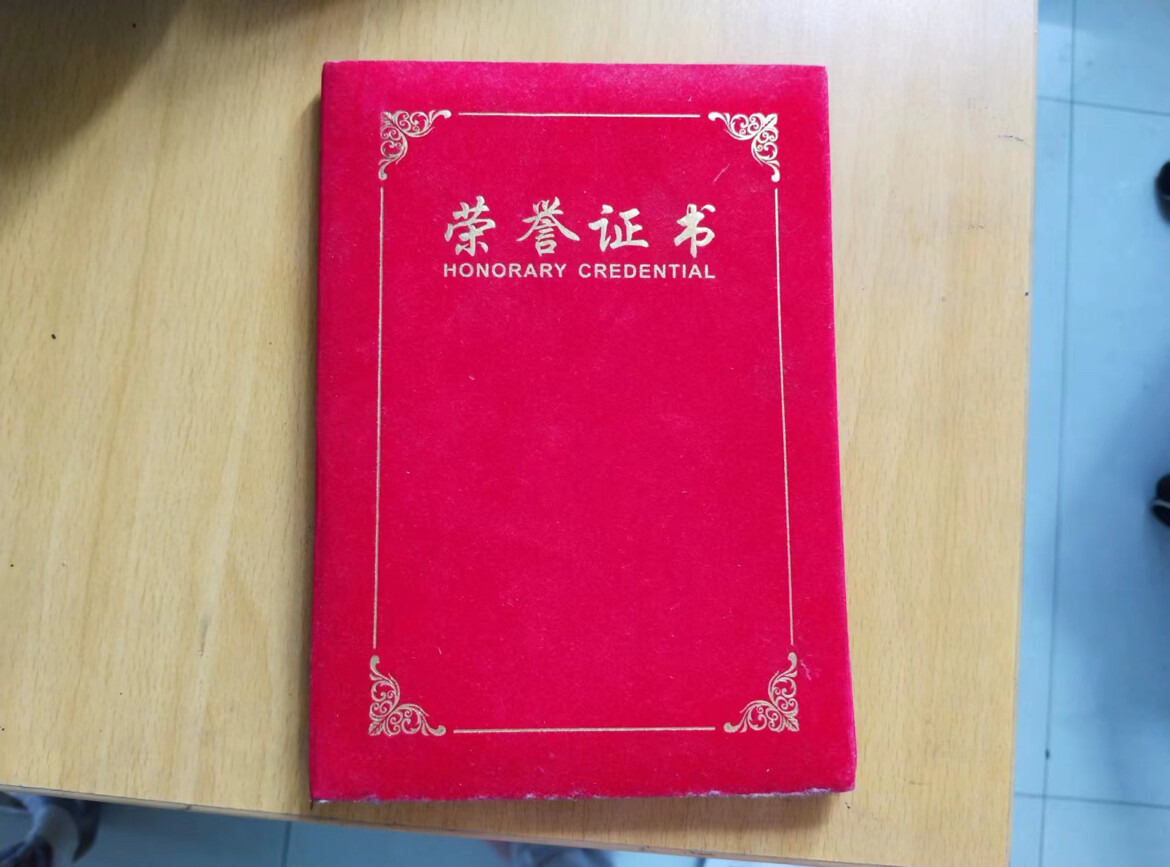 荣誉证书
HONORARY CREDENTIAL